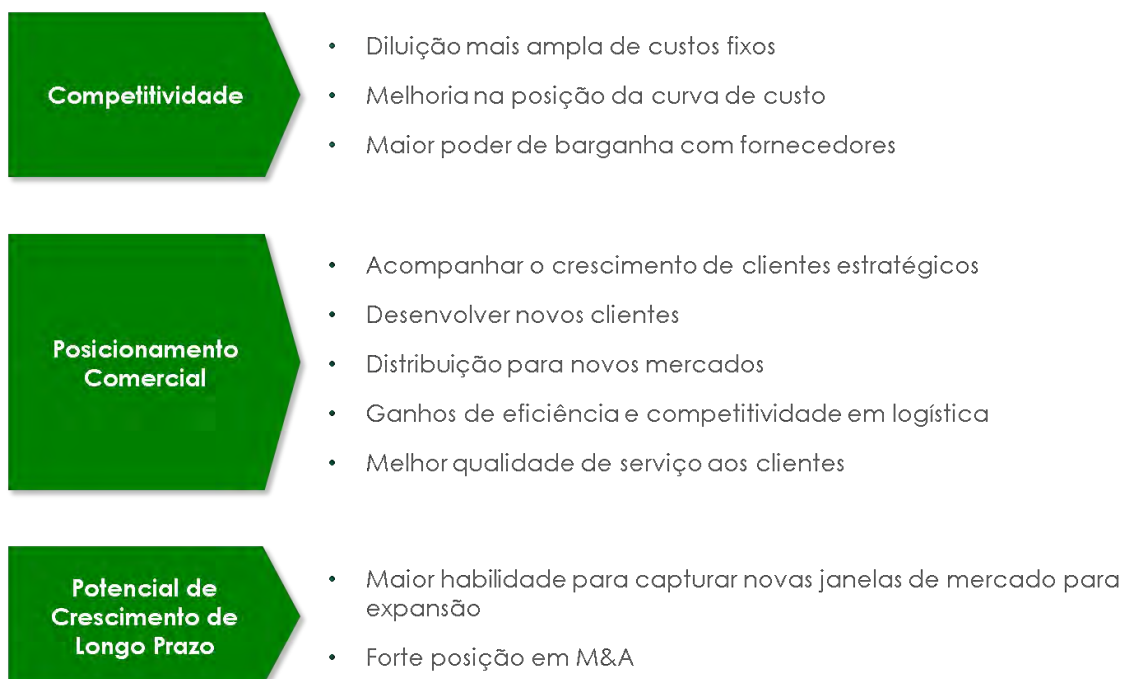 Competitividade
• Diluição mais ampla de custos fixos
• Melhoria na posição da curva de custo
• Maior poder de barganha com fornecedores
Posicionamento
Comercial
• Acompanhar o crescimento de clientes estratégicos
• Desenvolver novos clientes
• Distribuição para novos mercados
• Ganhos de eficiência e competitividade em logística
• Melhor qualidade de serviço aos clientes
Potencial de
Crescimento de
Longo Prazo
• Maior habilidade para capturar novas janelas de mercado para
expansão
• Forte posição em M&A